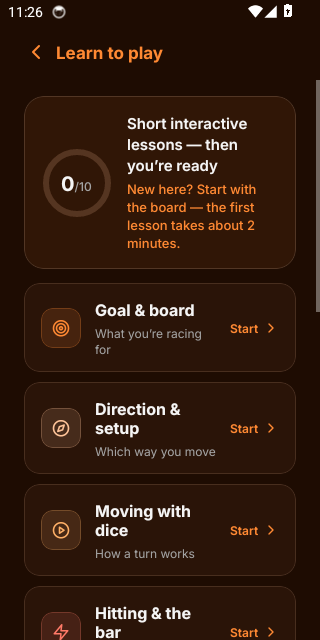 11:26
Learn to play
Short interactive
lessons — then
you’re ready
0/10
New here? Start with
the board — the first
lesson takes about 2
minutes.
Goal & board
What you’re racing
for
Start
Direction &
setup
Which way you move
Start
Moving with
dice
How a turn works
Start
Hitting & the
bar
Start